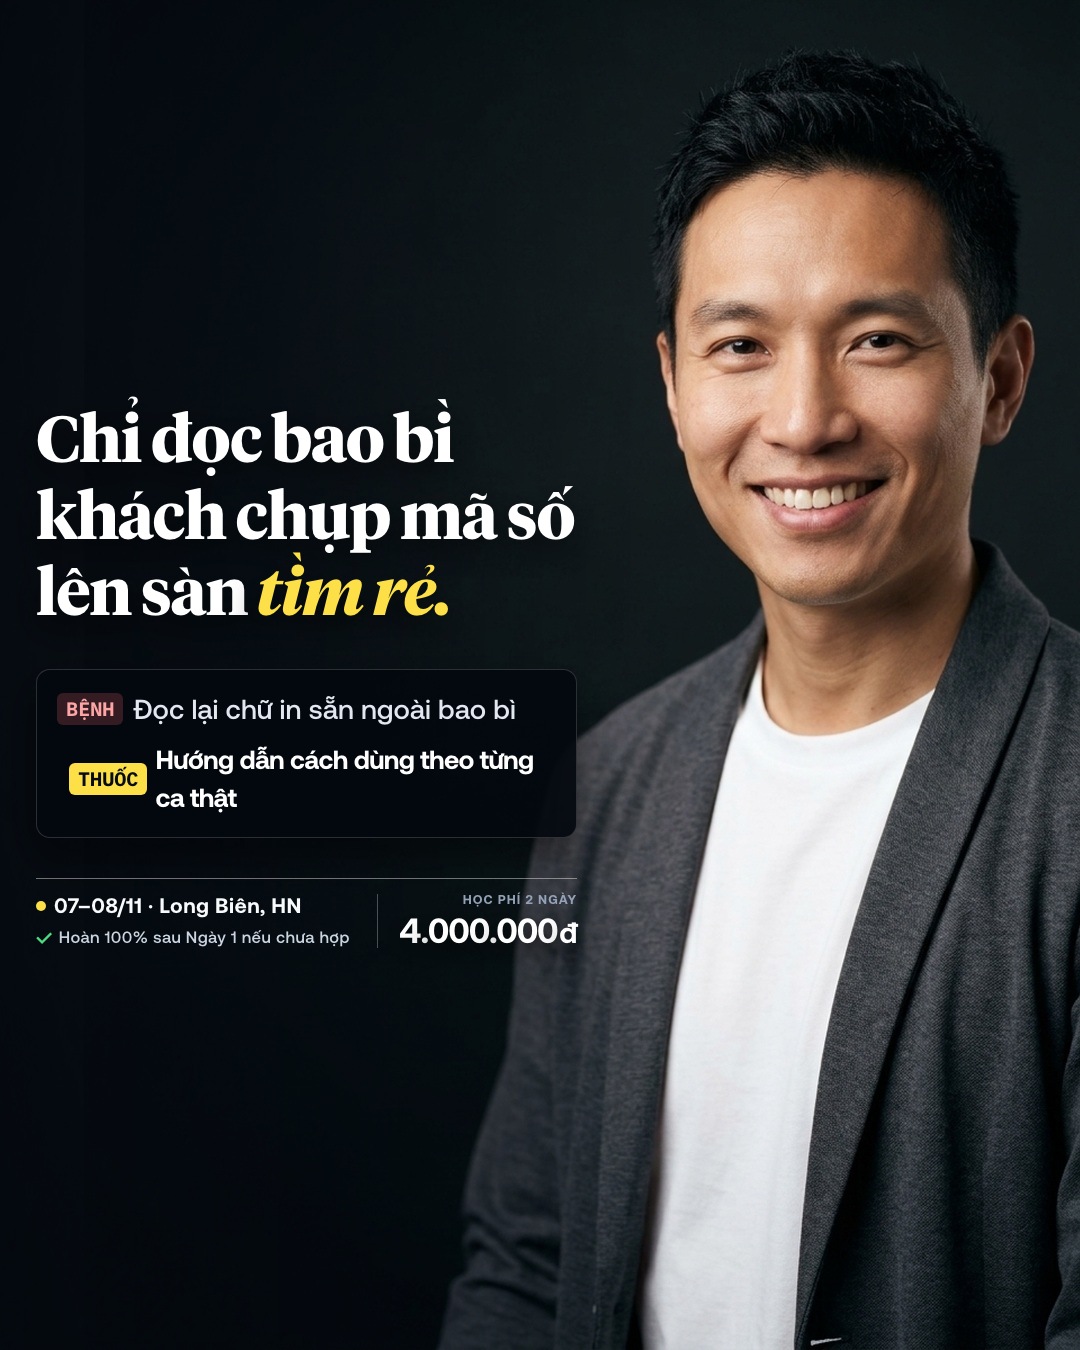 Chỉ đọc bao bì
khách chụp mã số
lên sàn tìm rẻ.
BỆNH Đọc lại chữ in sẵn ngoài bao bì
THUỐC Hướng dẫn cách dùng theo từng
ca thật
07–08/11 · Long Biên, HN
Hoàn 100% sau Ngày 1 nếu chưa hợp
HỌC PHÍ 2 NGÀY
4.000.000đ